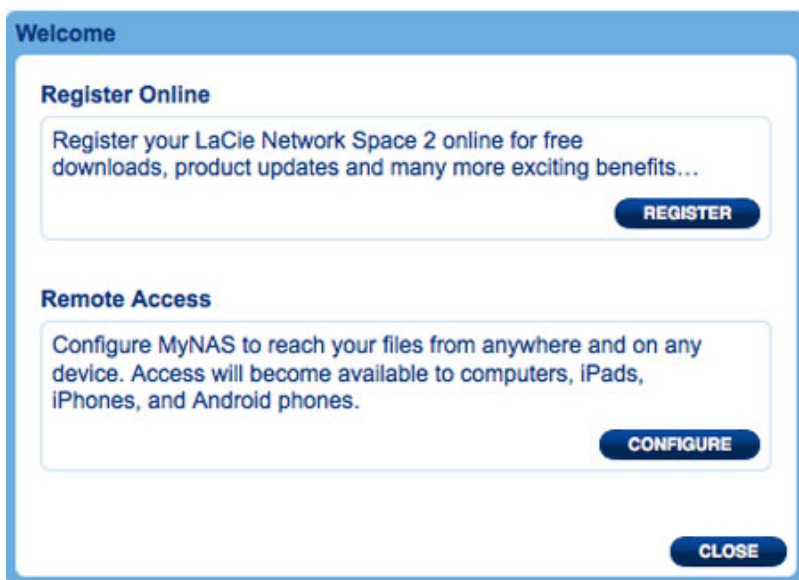 Welcome
Register Online
Register your LaCie Network Space 2 online for free
downloads, product updates and many more exciting benefits…
REGISTER
Remote Access
Configure MyNAS to reach your files from anywhere and on any
device. Access will become available to computers, iPads,
iPhones, and Android phones.
CONFIGURE
CLOSE